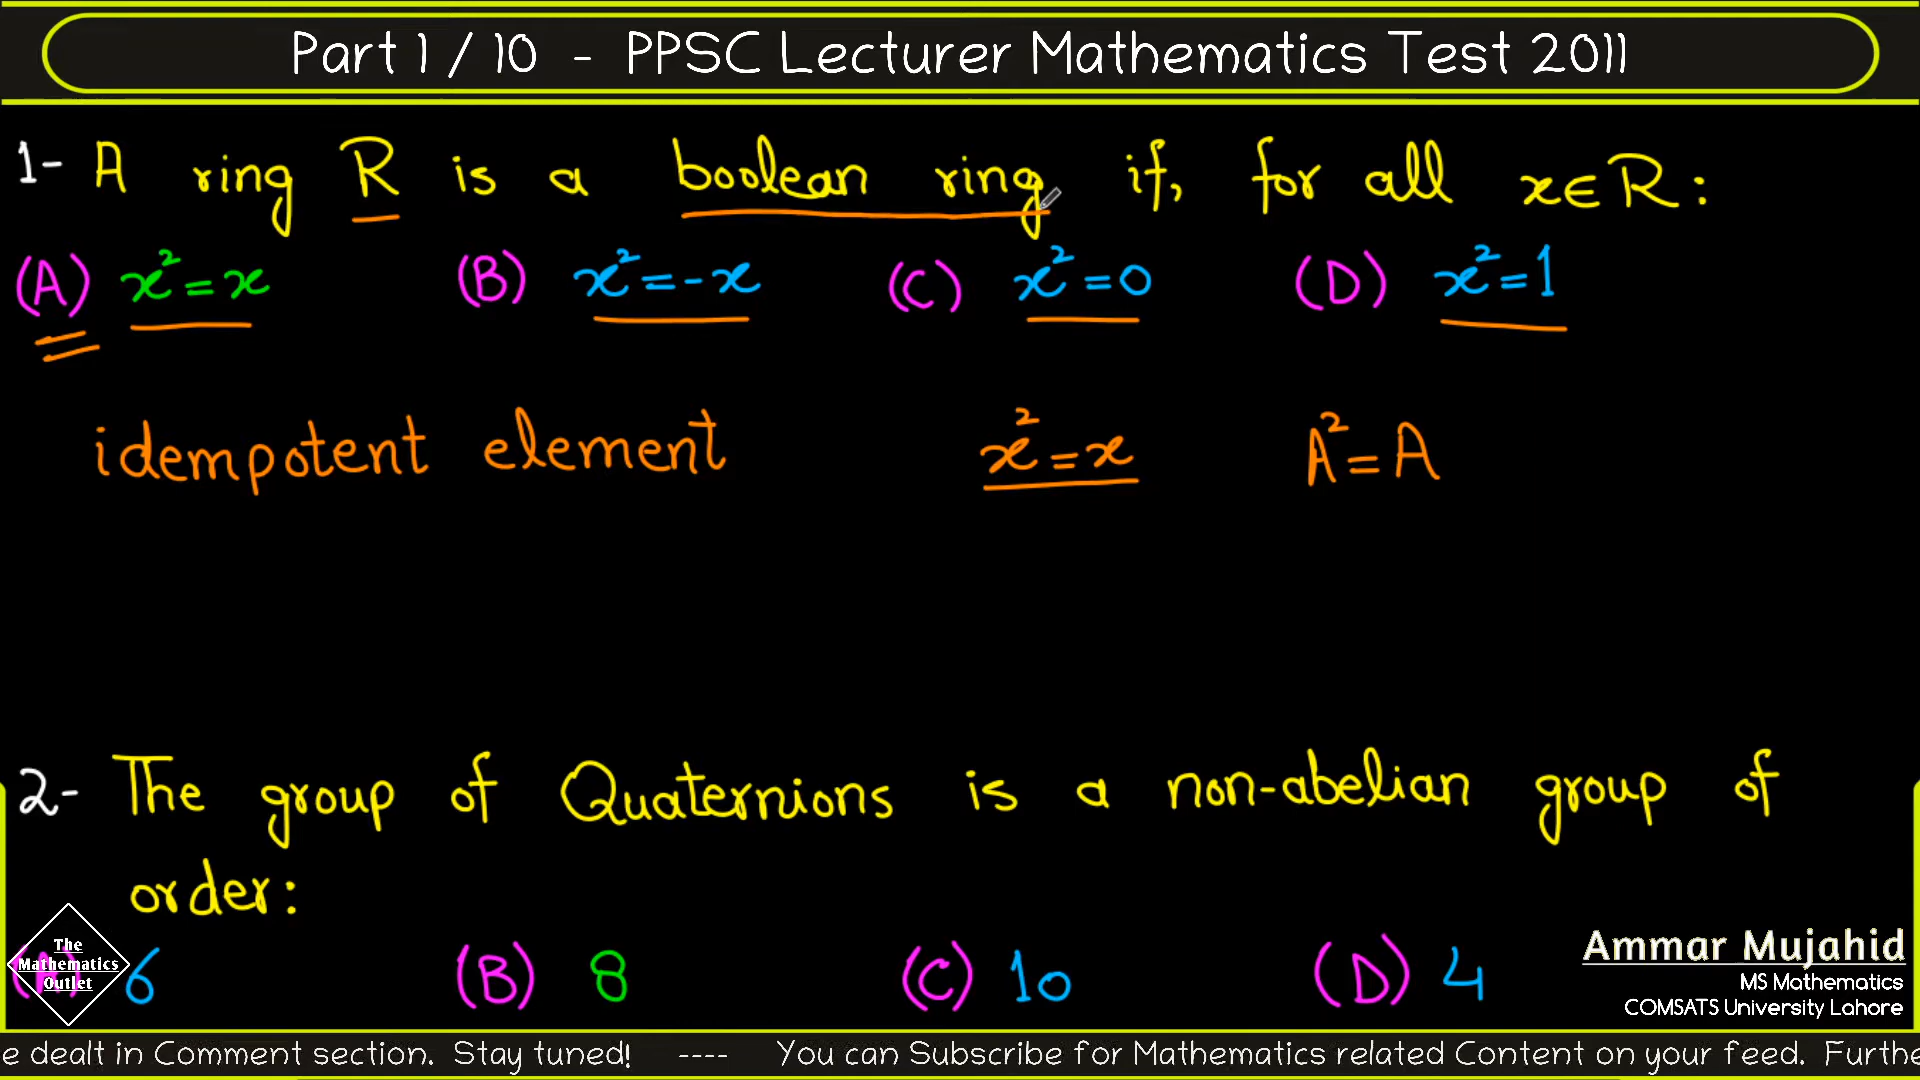 Part 1 / 10 - PPSC Lecturer Mathematics Test 2011
1- A ring R is a boolean ring if, for all x∈R:
(A) x²=x (B) x²=-x (C) x²=0 (D) x²=1
idempotent element x²=x A²=A
2- The group of Quaternions is a non-abelian group of
order:
(A) 6 (B) 8 (C) 10 (D) 4
The
Mathematics
Outlet
Ammar Mujahid
MS Mathematics
COMSATS University Lahore
e dealt in Comment section. Stay tuned! ---- You can Subscribe for Mathematics related Content on your feed. Furthe